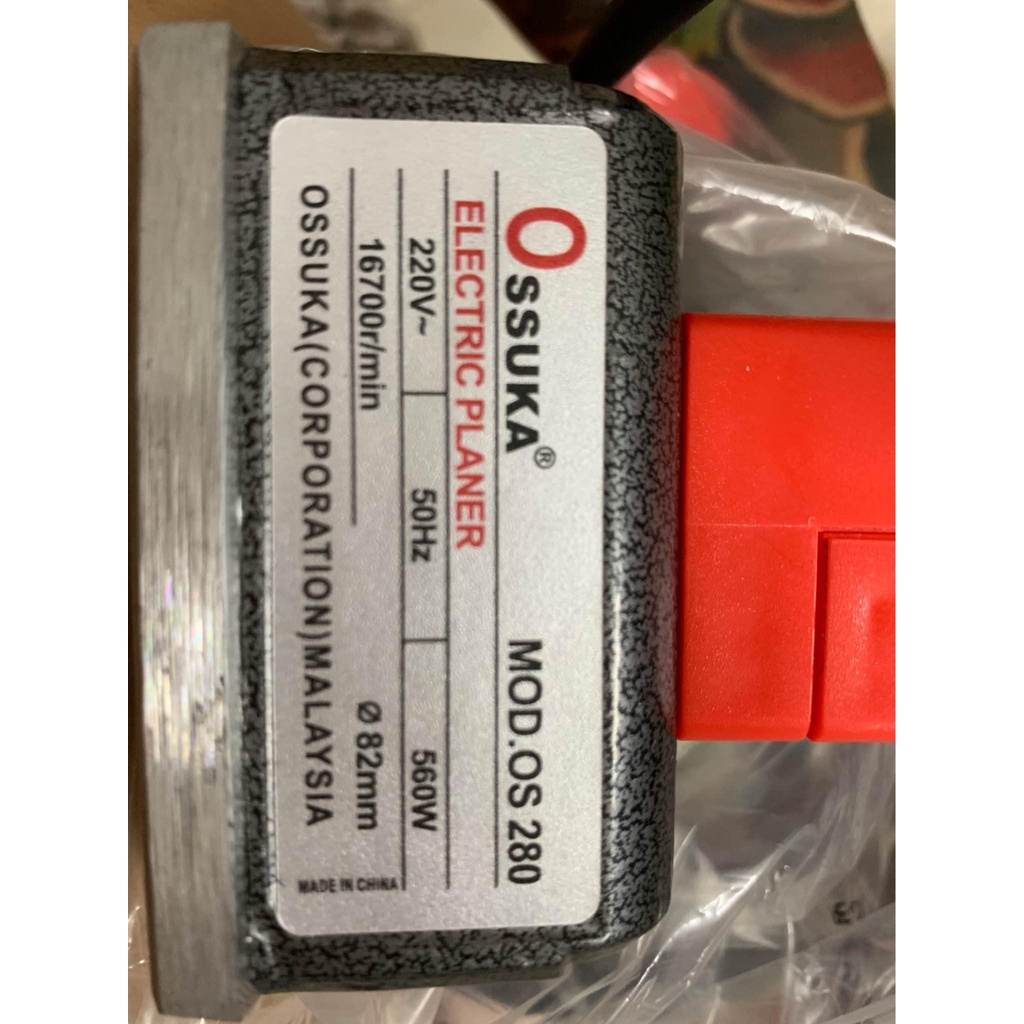 OSSUKA® MOD.OS 280
ELECTRIC PLANER
220V~ 50Hz 560W
16700r/min Ø 82mm
OSSUKA(CORPORATION)MALAYSIA
MADE IN CHINA